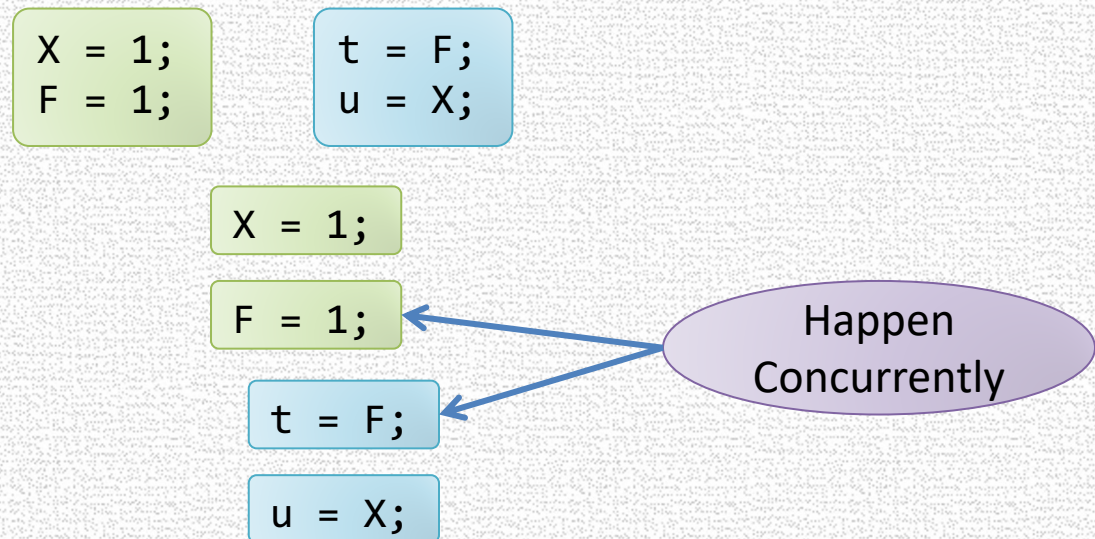 X = 1;
F = 1;
t = F;
u = X;
X = 1;
F = 1;
Happen
Concurrently
t = F;
u = X;